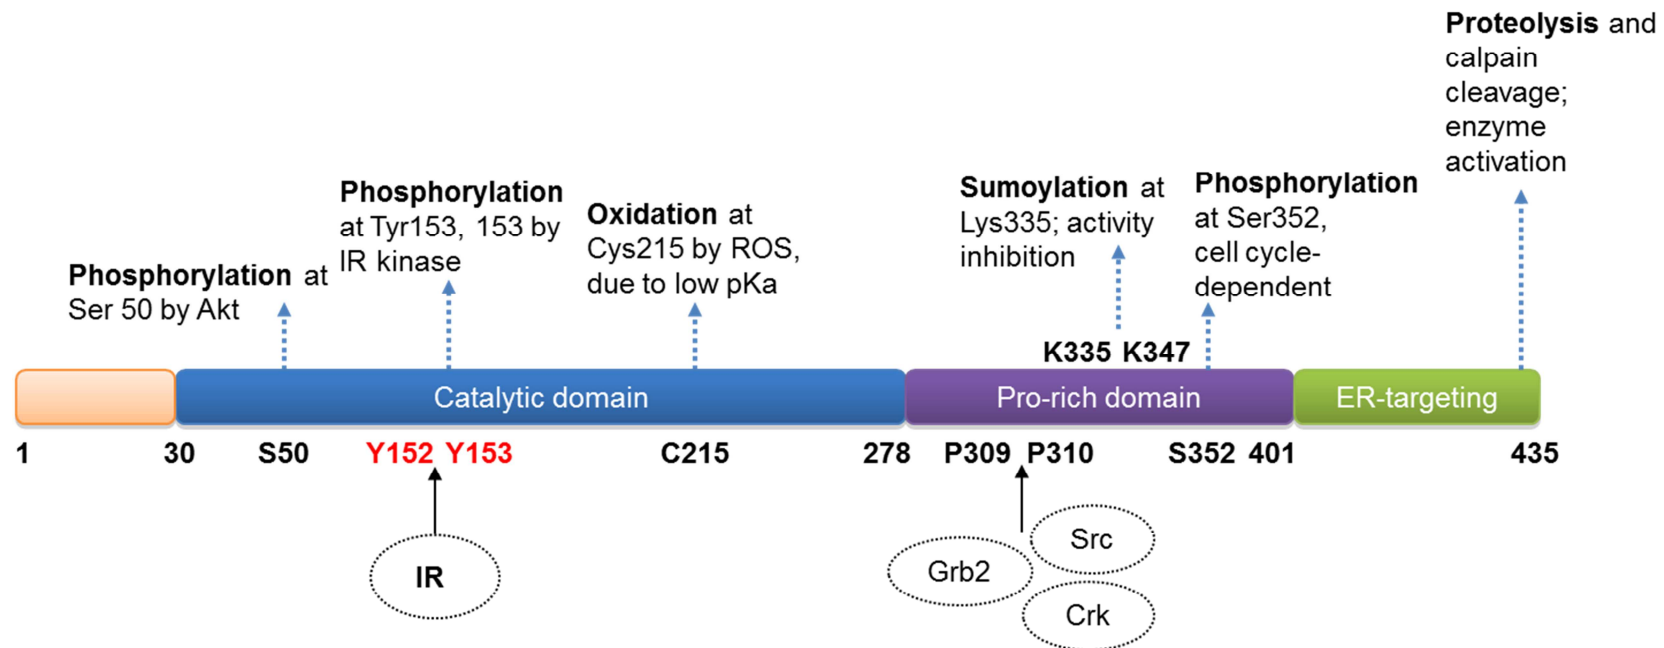 Proteolysis and
calpain
cleavage;
enzyme
activation
Phosphorylation
at Tyr153, 153 by
IR kinase
Oxidation at
Cys215 by ROS,
due to low pKa
Sumoylation at
Lys335; activity
inhibition
Phosphorylation
at Ser352,
cell cycle-
dependent
Phosphorylation at
Ser 50 by Akt
K335 K347
Catalytic domain
Pro-rich domain
ER-targeting
1 30 S50 Y152 Y153 C215 278 P309 P310 S352 401 435
IR
Grb2
Src
Crk